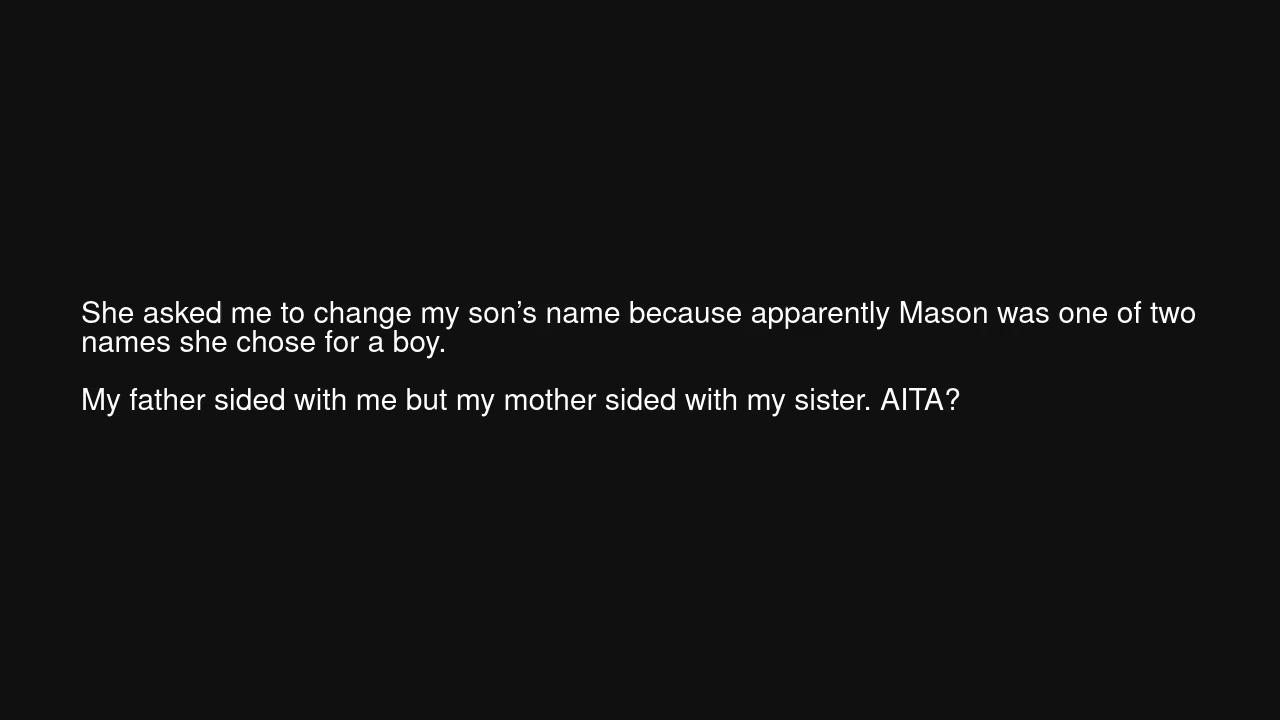 She asked me to change my son’s name because apparently Mason was one of two
names she chose for a boy.
My father sided with me but my mother sided with my sister. AITA?